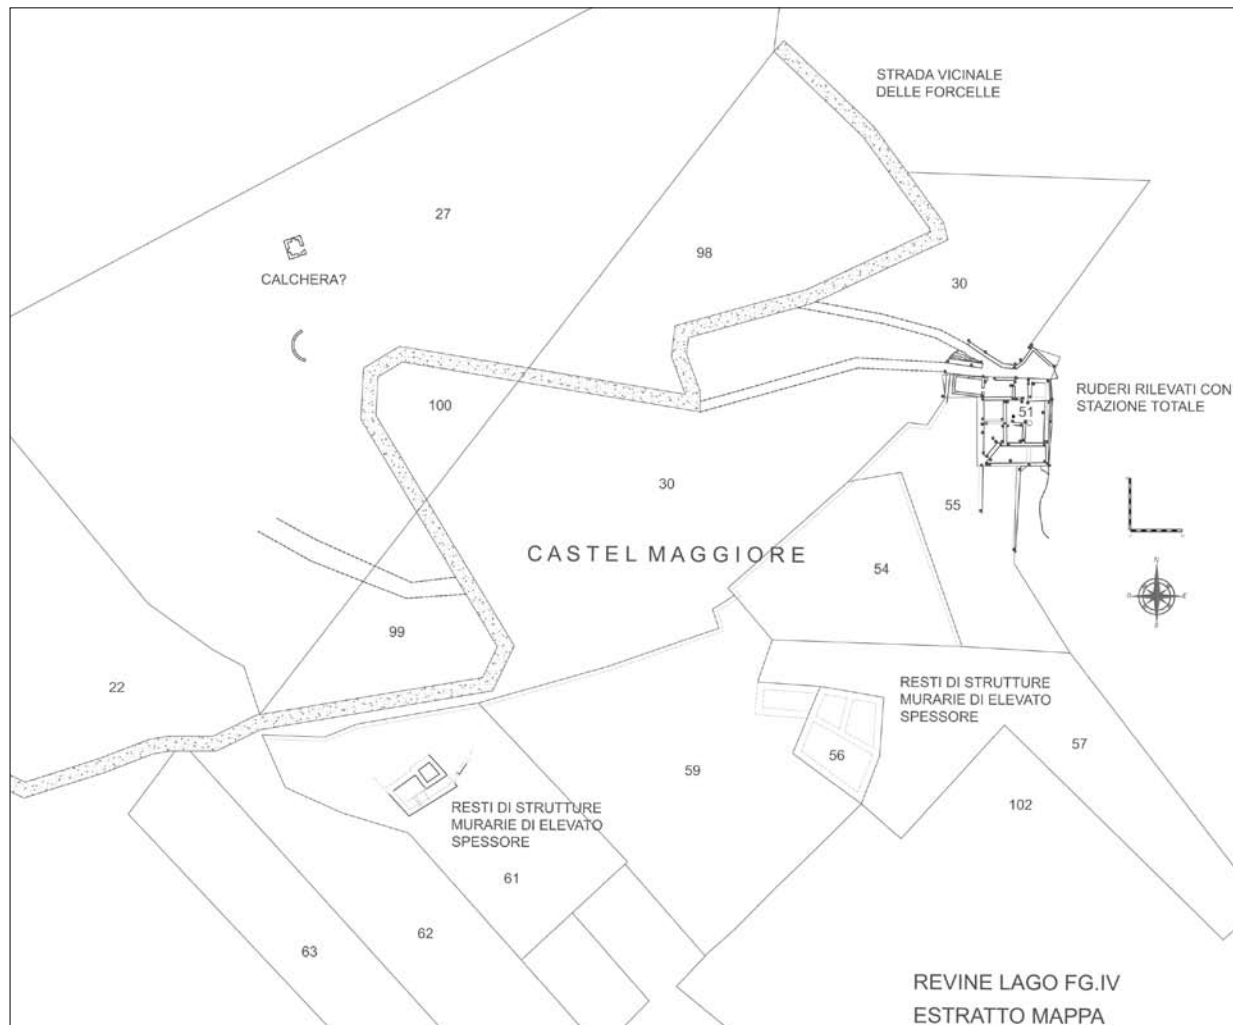 STRADA VICINALE
DELLE FORCELLE
27
98
CALCHERA?
30
100
RUDERI RILEVATI CON
STAZIONE TOTALE
51
30
55
CASTEL MAGGIORE
54
N
O
E
S
99
22
RESTI DI STRUTTURE
MURARIE DI ELEVATO
SPESSORE
57
56
59
102
RESTI DI STRUTTURE
MURARIE DI ELEVATO
SPESSORE
61
62
63
REVINE LAGO FG.IV
ESTRATTO MAPPA